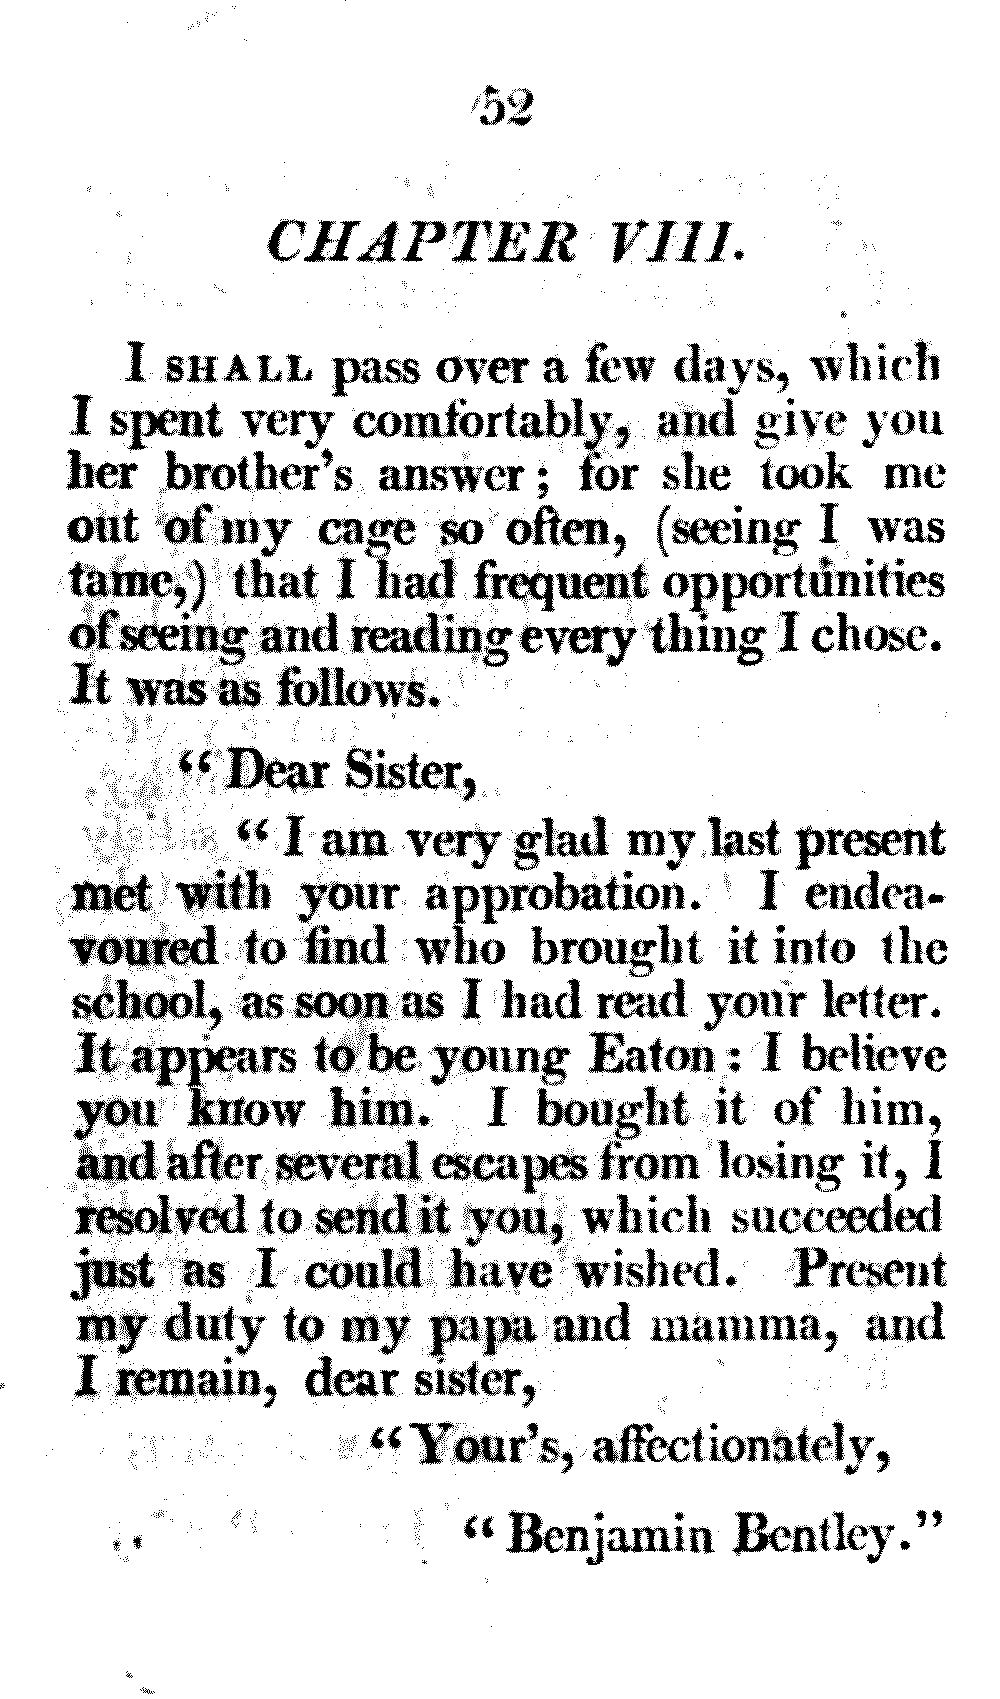 52
CHAPTER VIII.
I SHALL pass over a few days, which
I spent very comfortably, and give you
her brother's answer; for she took me
out of my cage so often, (seeing I was
tame,) that I had frequent opportunities
of seeing and reading every thing I chose.
It was as follows.
“Dear Sister,
“I am very glad my last present
met with your approbation. I endea-
voured to find who brought it into the
school, as soon as I had read your letter.
It appears to be young Eaton: I believe
you know him. I bought it of him,
and after several escapes from losing it, I
resolved to send it you, which succeeded
just as I could have wished. Present
my duty to my papa and mamma, and
I remain, dear sister,
“Your's, affectionately,
“Benjamin Bentley.”